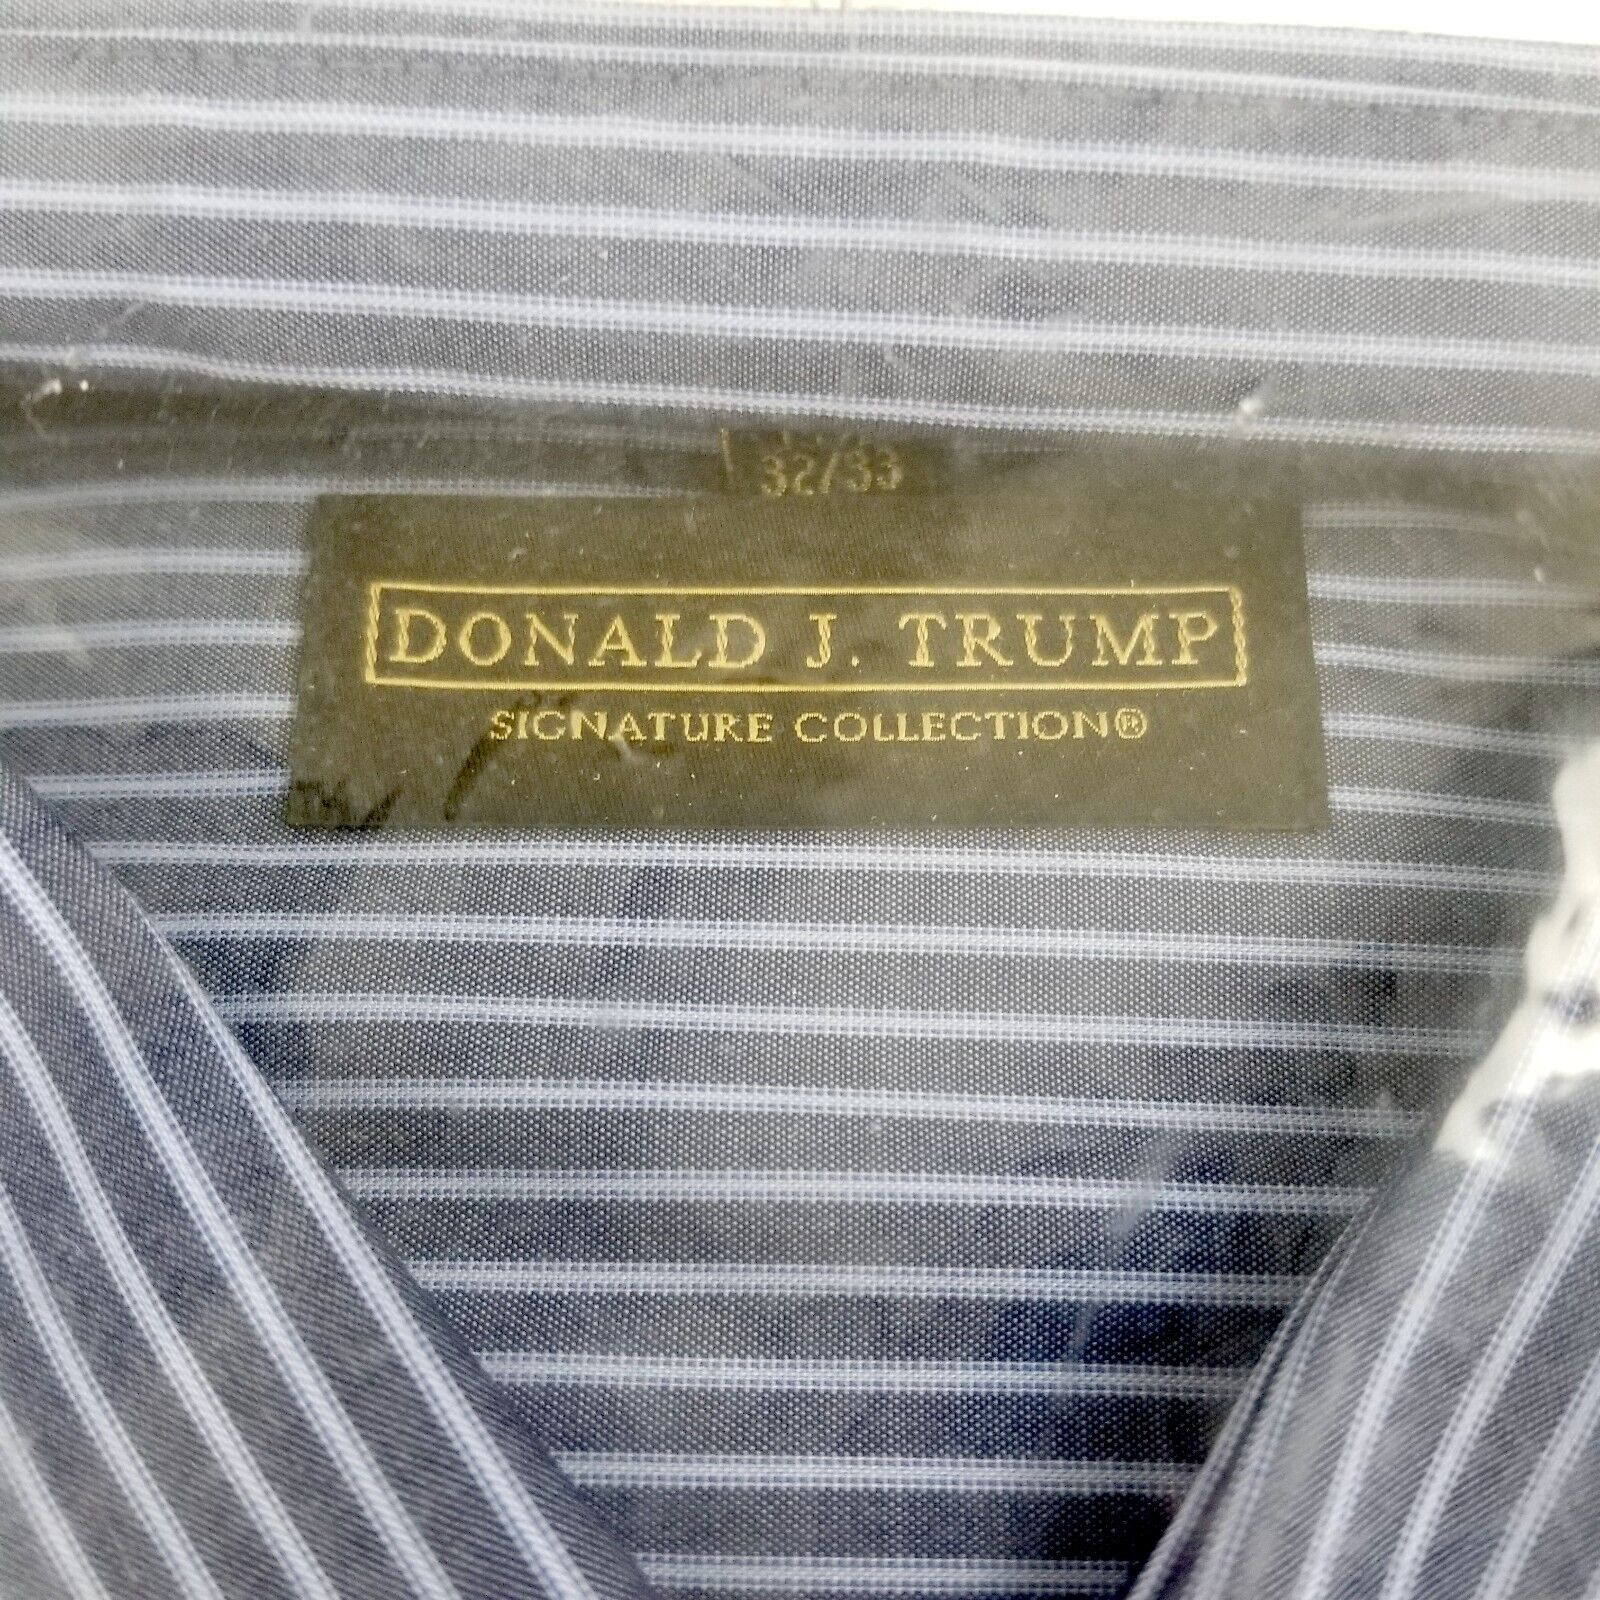 32/33
DONALD J. TRUMP
SIGNATURE COLLECTION®